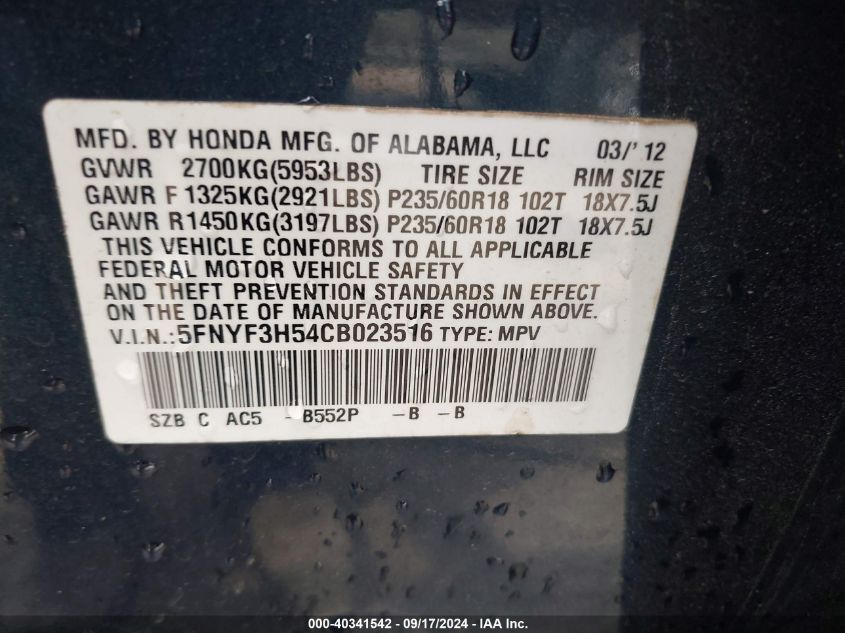 MFD. BY HONDA MFG. OF ALABAMA, LLC 03/' 12
GVWR 2700KG(5953LBS) TIRE SIZE RIM SIZE
GAWR F 1325KG(2921LBS) P235/60R18 102T 18X7.5J
GAWR R1450KG(3197LBS) P235/60R18 102T 18X7.5J
THIS VEHICLE CONFORMS TO ALL APPLICABLE
FEDERAL MOTOR VEHICLE SAFETY
AND THEFT PREVENTION STANDARDS IN EFFECT
ON THE DATE OF MANUFACTURE SHOWN ABOVE.
V.I.N.:5FNYF3H54CB023516 TYPE: MPV
SZB C AC5 - B552P -B -B
000-40341542 - 09/17/2024 - IAA Inc.